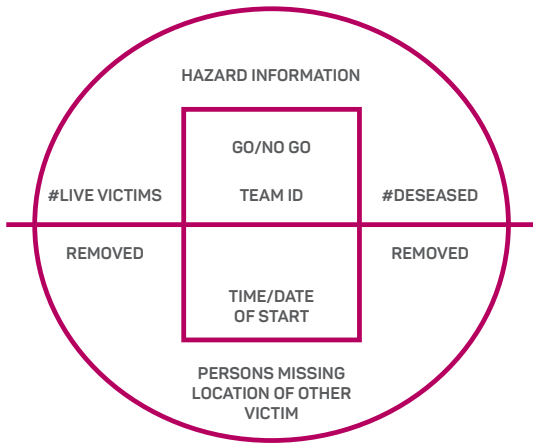 HAZARD INFORMATION
GO/NO GO
#LIVE VICTIMS
TEAM ID
#DESEASED
REMOVED
REMOVED
TIME/DATE
OF START
PERSONS MISSING
LOCATION OF OTHER
VICTIM